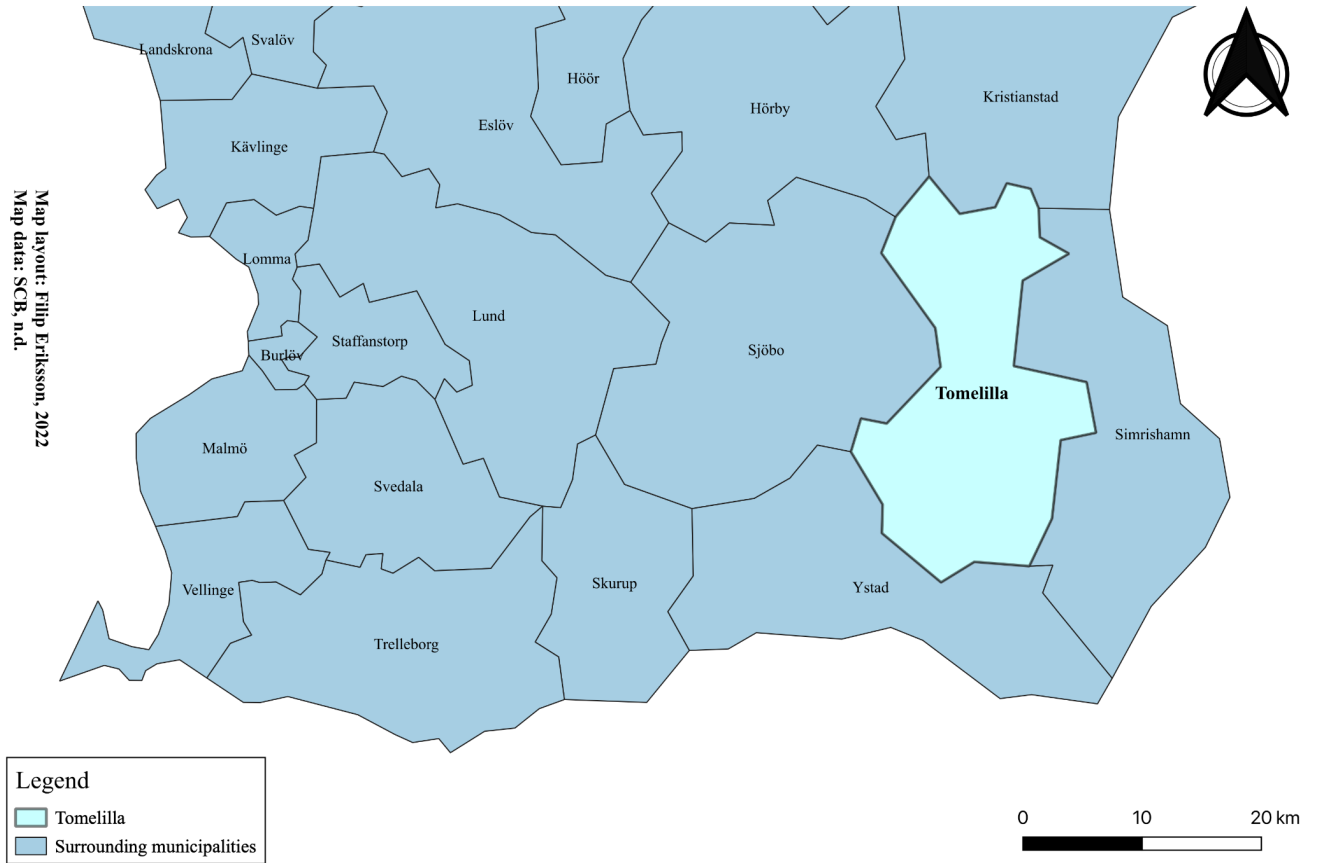 Landskrona
Svalöv
Höör
Hörby
Kristianstad
Eslöv
Kävlinge
Map layout: Filip Eriksson, 2022
Map data: SCB, n.d.
Lomma
Lund
Staffanstorp
Burlöv
Sjöbo
Tomelilla
Simrishamn
Malmö
Svedala
Vellinge
Skurup
Ystad
Trelleborg
Legend
Tomelilla
Surrounding municipalities
0 10 20 km